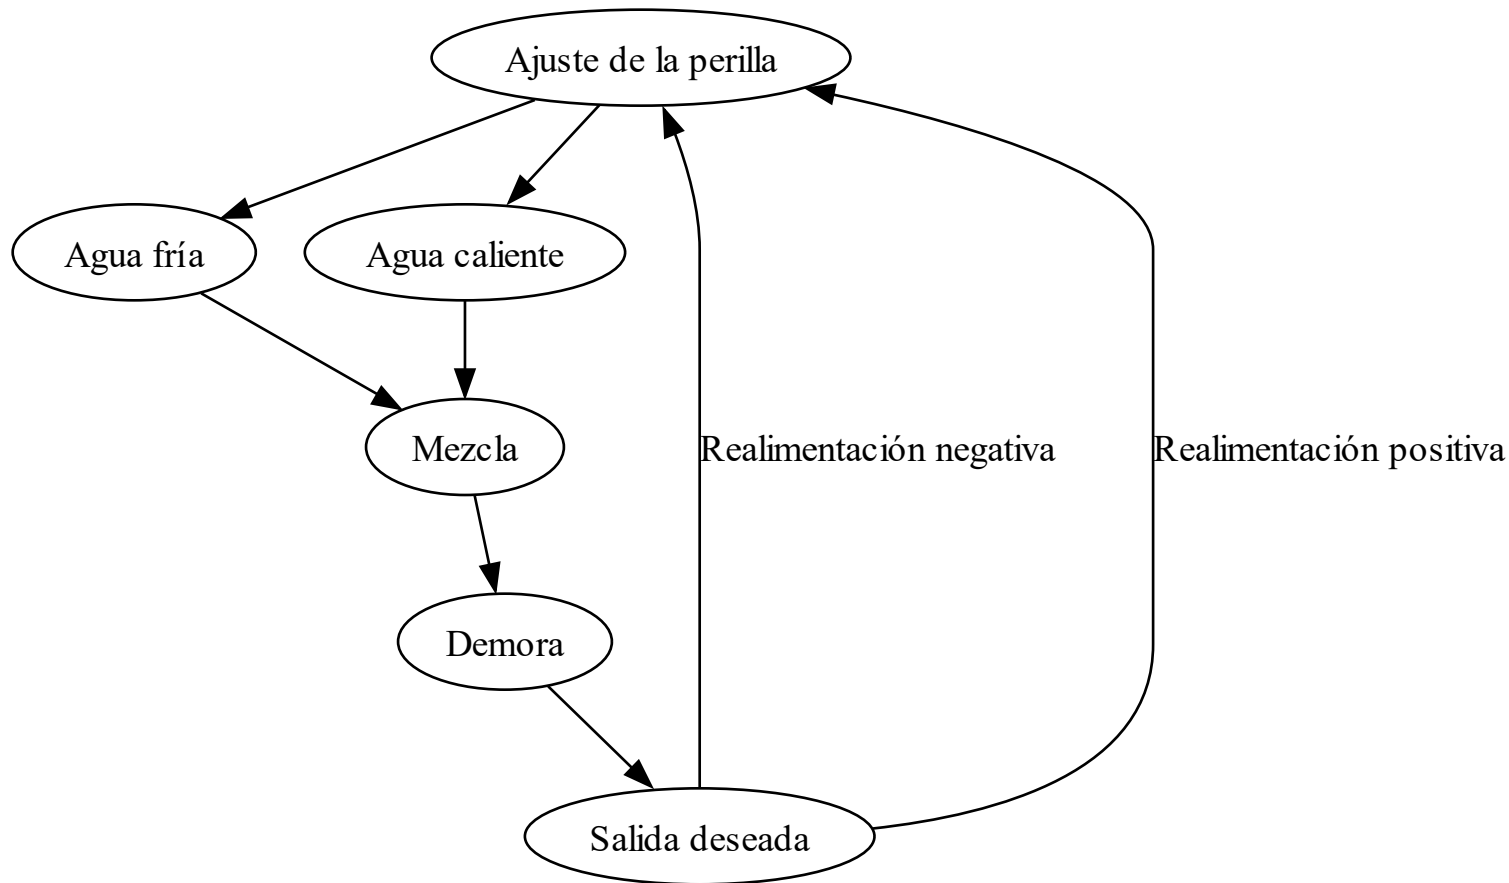 Ajuste de la perilla
Agua fría
Agua caliente
Mezcla
Realimentación negativa
Realimentación positiva
Demora
Salida deseada